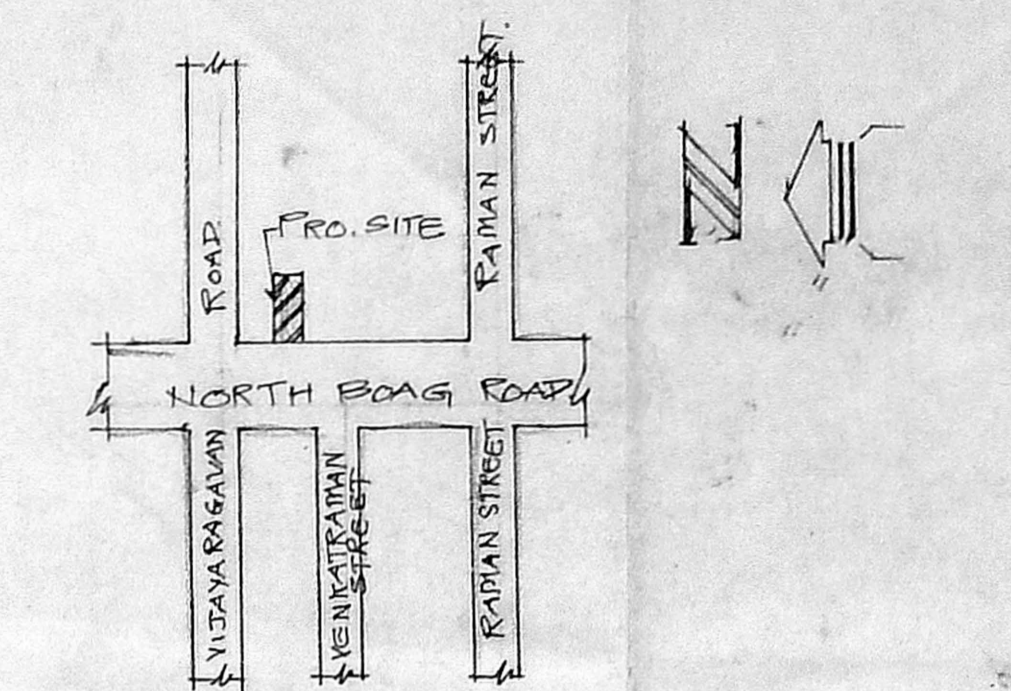 RAMAN STREET.
N
PRO. SITE
ROAD
NORTH BOAG ROAD
VIJAYARAGAVAN
VENKATRAMAN
STREET
RAMAN STREET